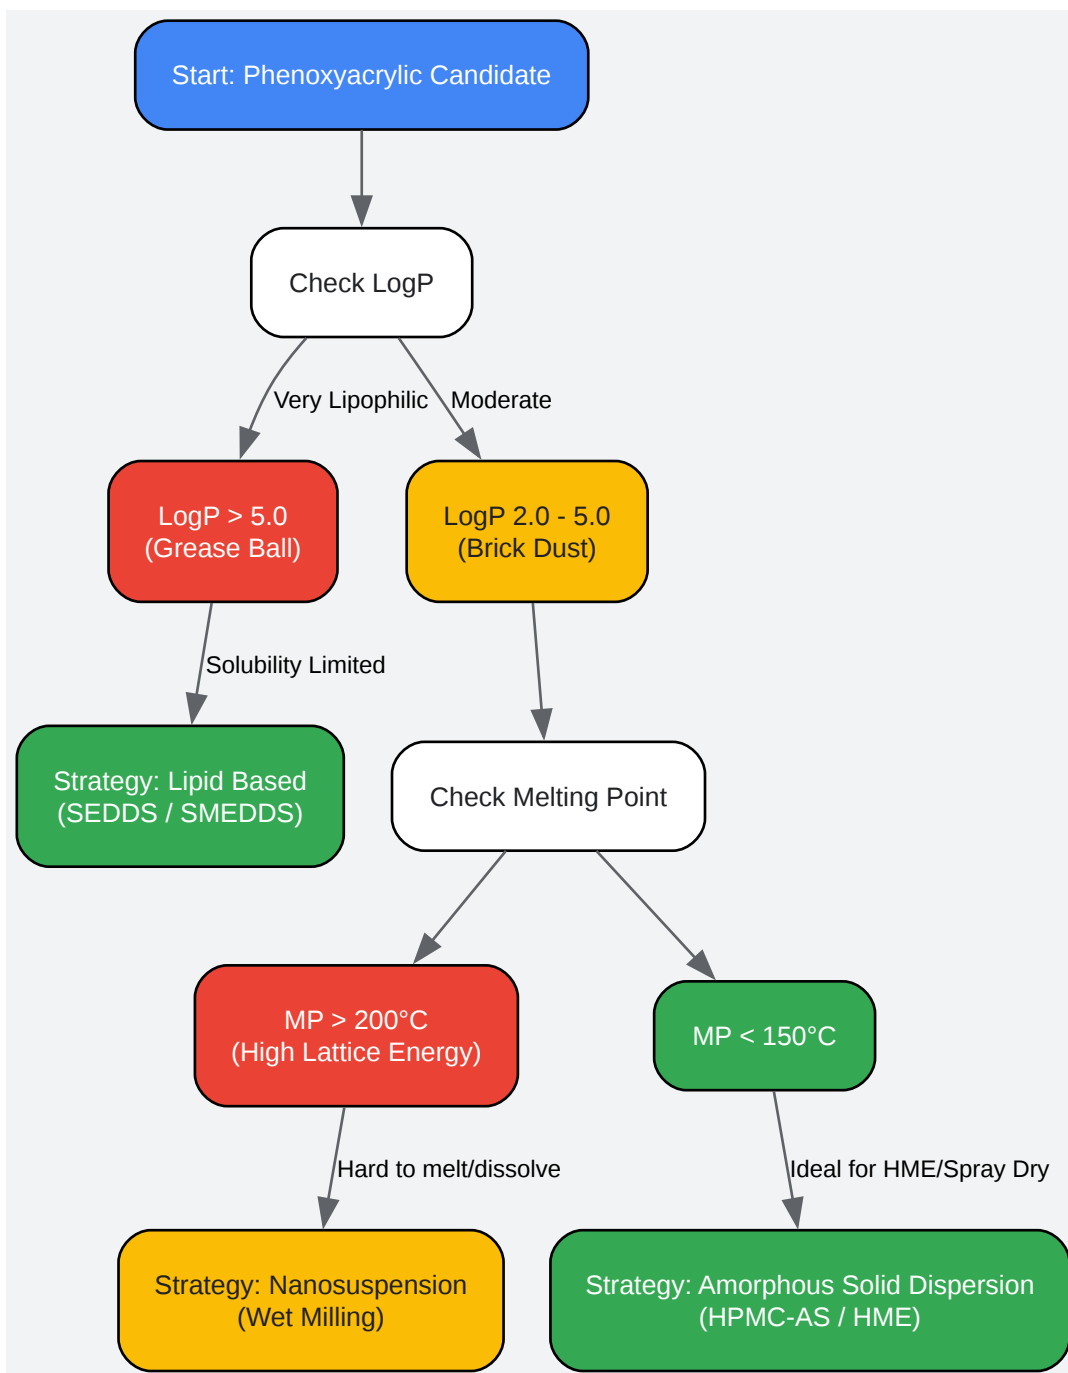 Start: Phenoxyacrylic Candidate
Check LogP
Very Lipophilic
Moderate
LogP > 5.0
(Grease Ball)
LogP 2.0 - 5.0
(Brick Dust)
Solubility Limited
Strategy: Lipid Based
(SEDDS / SMEDDS)
Check Melting Point
MP > 200°C
(High Lattice Energy)
MP < 150°C
Hard to melt/dissolve
Ideal for HME/Spray Dry
Strategy: Nanosuspension
(Wet Milling)
Strategy: Amorphous Solid Dispersion
(HPMC-AS / HME)